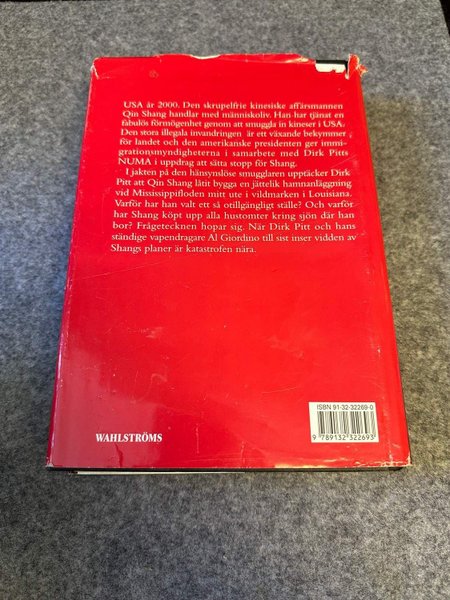 USA år 2000. Den skrupelfrie kinesiske affärsmannen
Qin Shang handlar med människoliv. Han har tjänat en
fabulös förmögenhet genom att smuggla in kineser i USA.
Den stora illegala invandringen är ett växande bekymmer
för landet och den amerikanske presidenten ger immi-
grationsmyndigheterna i samarbete med Dirk Pitts
NUMA i uppdrag att sätta stopp för Shang.
I jakten på den hänsynslöse smugglaren upptäcker Dirk
Pitt att Qin Shang låtit bygga en jättelik hamnanläggning
vid Mississippifloden mitt ute i vildmarken i Louisiana.
Varför har han valt ett så otillgängligt ställe? Och varför
har Shang köpt upp alla hustomter kring sjön där han
bor? Frågetecknen hopar sig. När Dirk Pitt och hans
ständige vapendragare Al Giordino till sist inser vidden av
Shangs planer är katastrofen nära.
ISBN 91-32-32269-0
9 789132 322693
WAHLSTRÖMS